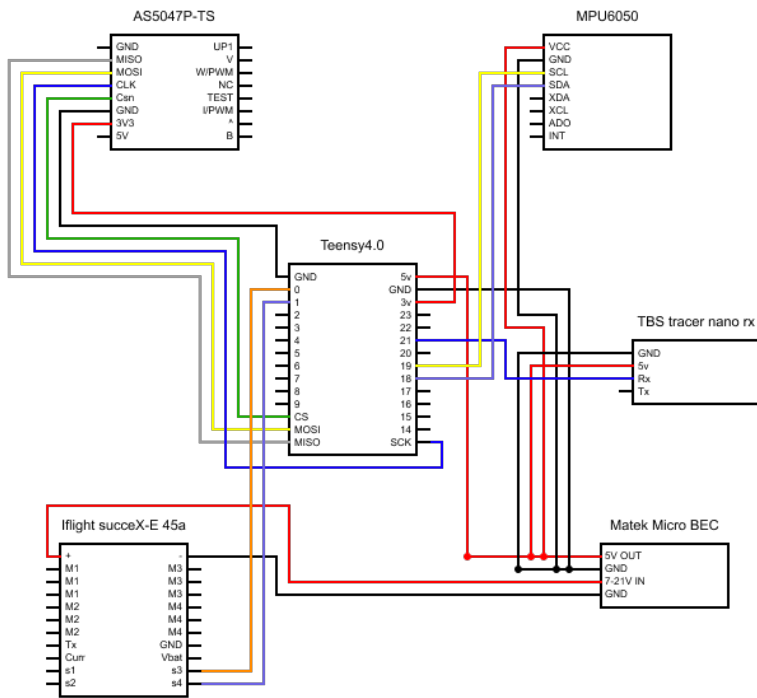 AS5047P-TS
GND UP1
MISO V
MOSI W/PWM
CLK NC
Csn TEST
GND I/PWM
3V3 ^
5V B
MPU6050
VCC
GND
SCL
SDA
XDA
XCL
ADO
INT
Teensy4.0
GND 5v
0 GND
1 3v
2 23
3 22
4 21
5 20
6 19
7 18
8 17
9 16
CS 15
MOSI 14
MISO SCK
TBS tracer nano rx
GND
5v
Rx
Tx
Iflight succeX-E 45a
+ -
M1 M3
M1 M3
M1 M3
M2 M4
M2 M4
M2 M4
Tx GND
Curr Vbat
s1 s3
s2 s4
Matek Micro BEC
5V OUT
GND
7-21V IN
GND